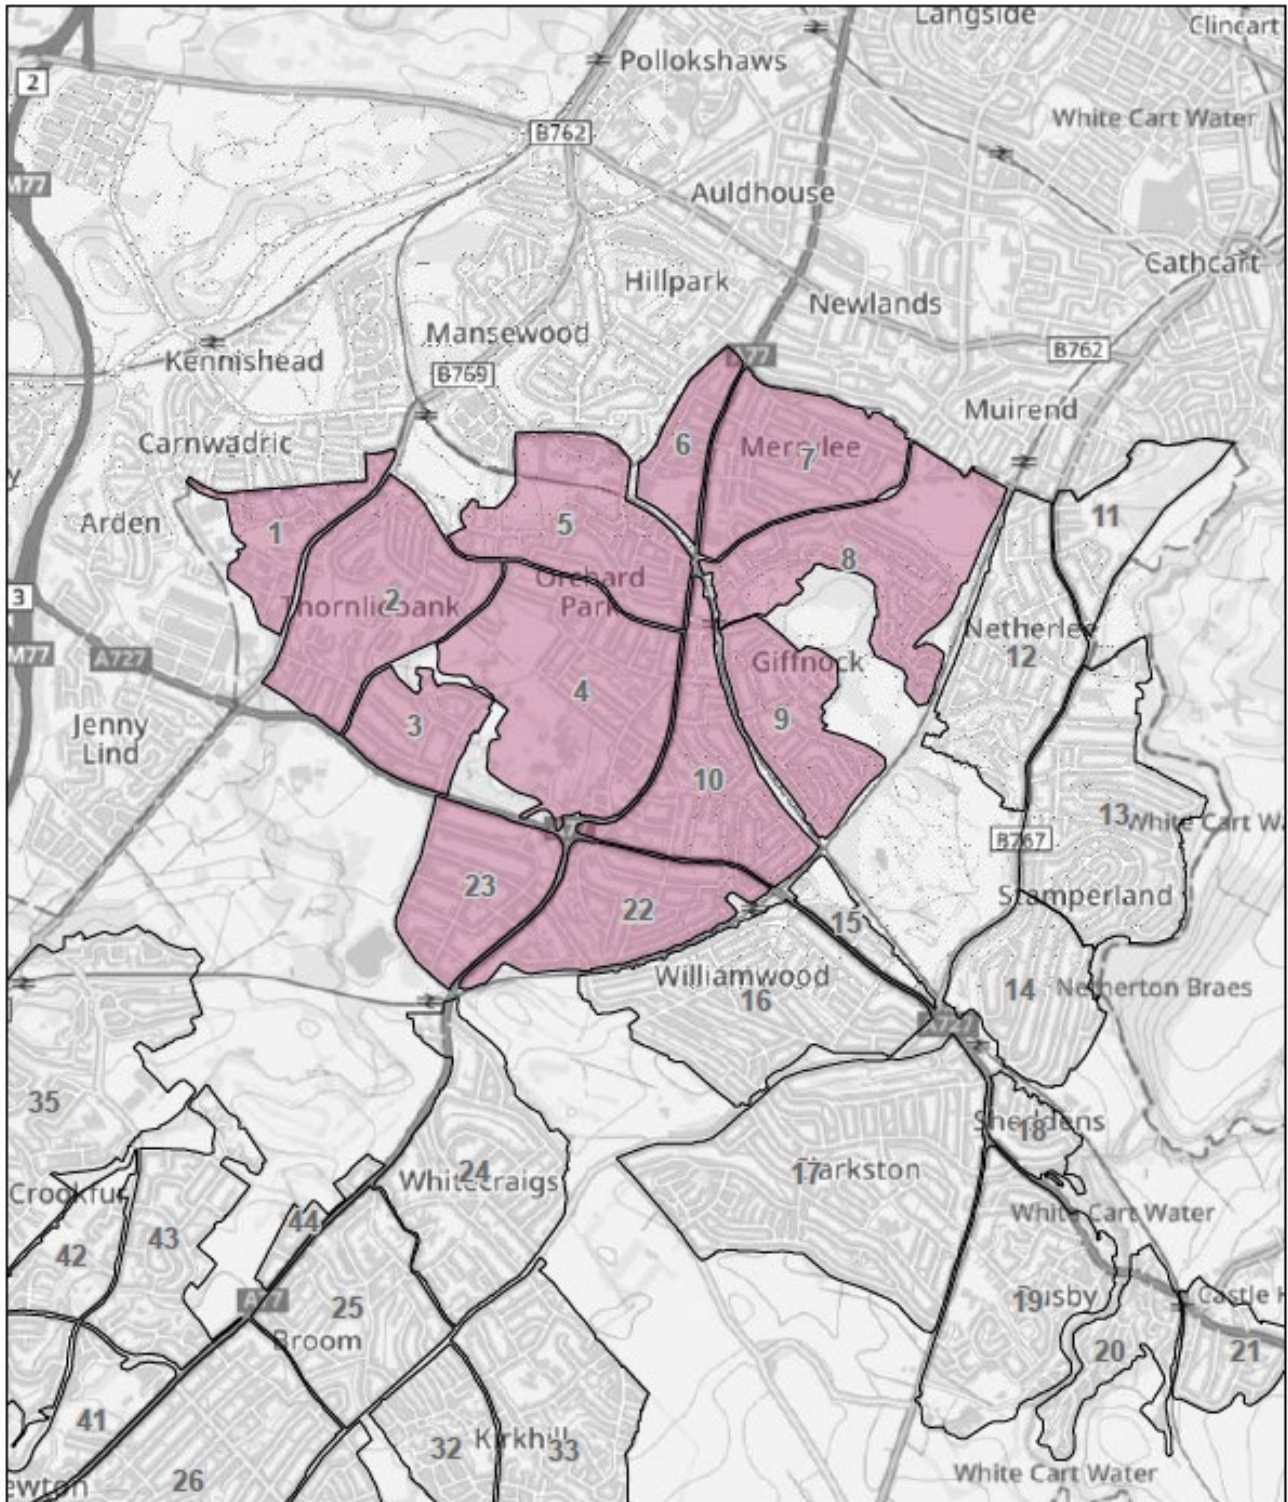 Langside
Clincart
Pollokshaws
2
White Cart Water
B762
M77
Auldhouse
Cathcart
Hillpark
Newlands
Mansewood
Kennishead
B762
B769
Muirend
Carnwadric
6
Merrylee
7
Arden
1
5
11
8
Orchard
Park
3
Thornliebank
2
Netherlee
12
M77
A727
Giffnock
4
Jenny
Lind
3
9
10
13
White Cart Wa
B767
23
Stamperland
22
15
Williamwood
16
14
Netherton Braes
35
Sheddens
18
17
Clarkston
Whitecraigs
24
Crookfur
44
White Cart Water
43
42
A77
25
Busby
19
Castle H
Broom
20
21
41
32
Kirkhill
33
26
ewton
White Cart Water